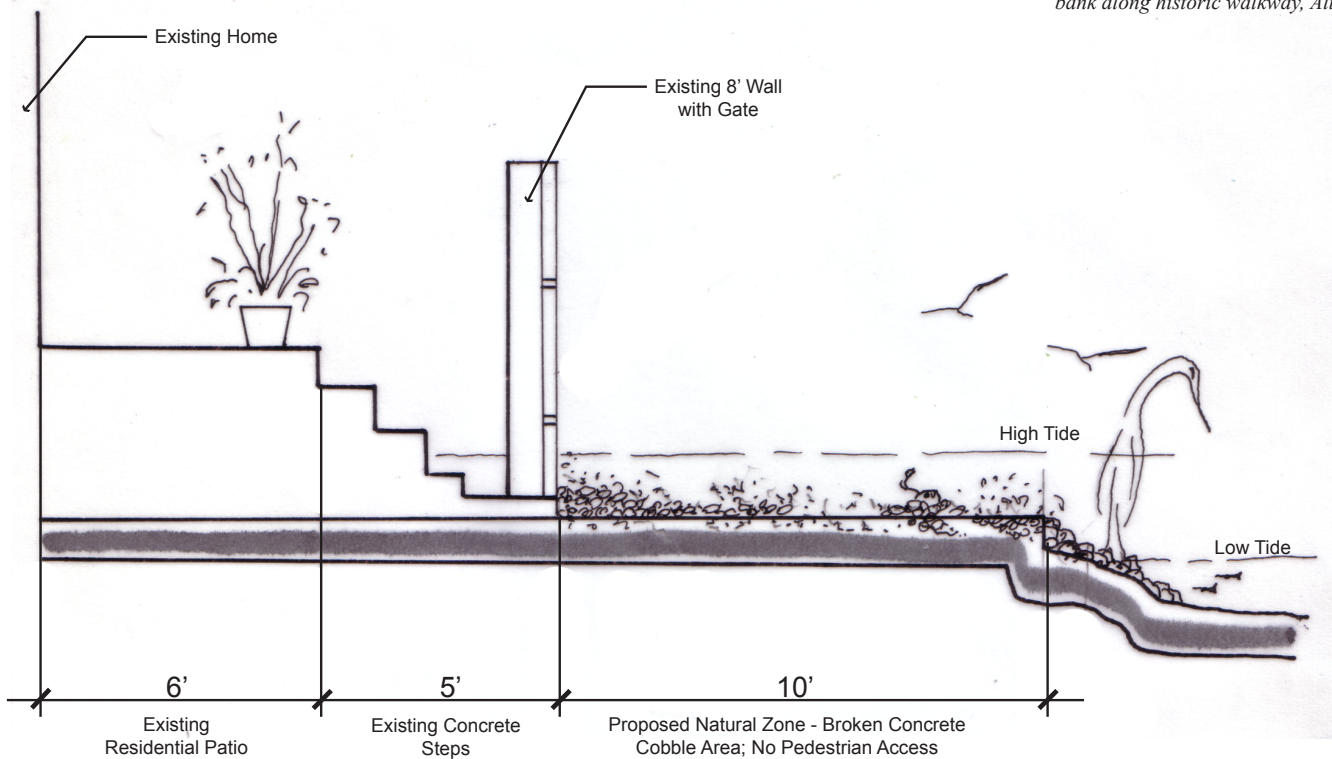 bank along historic walkway,
Existing Home
Existing 8’ Wall
with Gate
High Tide
Low Tide
6’
5’
10’
Existing
Residential Patio
Existing Concrete
Steps
Proposed Natural Zone - Broken Concrete
Cobble Area; No Pedestrian Access